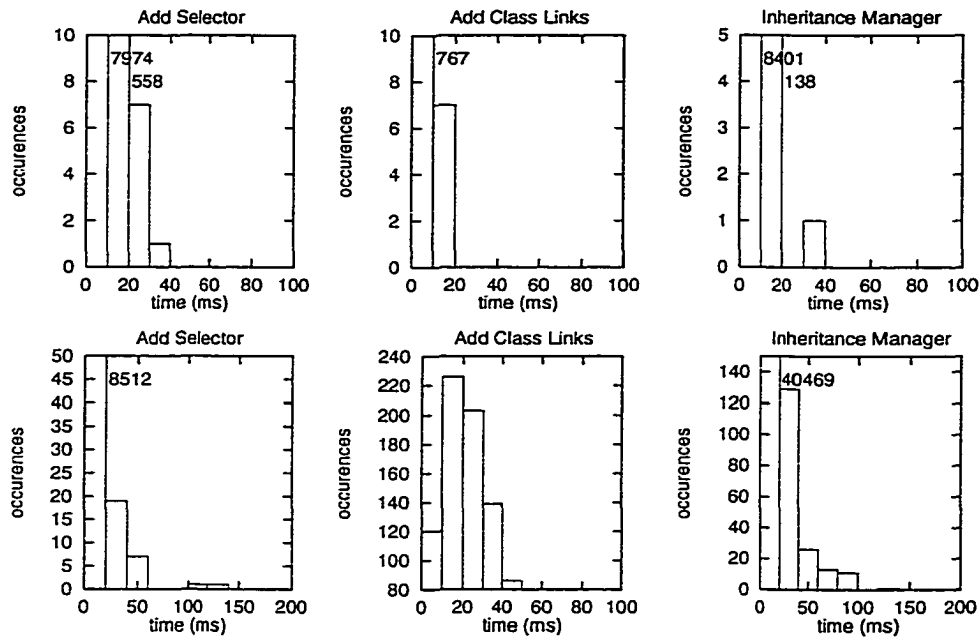 Add Selector
10
8
6
4
2
0
occurences
7974
558
0 20 40 60 80 100
time (ms)
Add Class Links
10
8
6
4
2
0
occurences
767
0 20 40 60 80 100
time (ms)
Inheritance Manager
5
4
3
2
1
0
occurences
8401
138
0 20 40 60 80 100
time (ms)
Add Selector
50
45
40
35
30
25
20
15
10
5
0
occurences
8512
0 50 100 150 200
time (ms)
Add Class Links
240
220
200
180
160
140
120
100
80
occurences
0 20 40 60 80 100
time (ms)
Inheritance Manager
140
120
100
80
60
40
20
0
occurences
40469
0 50 100 150 200
time (ms)